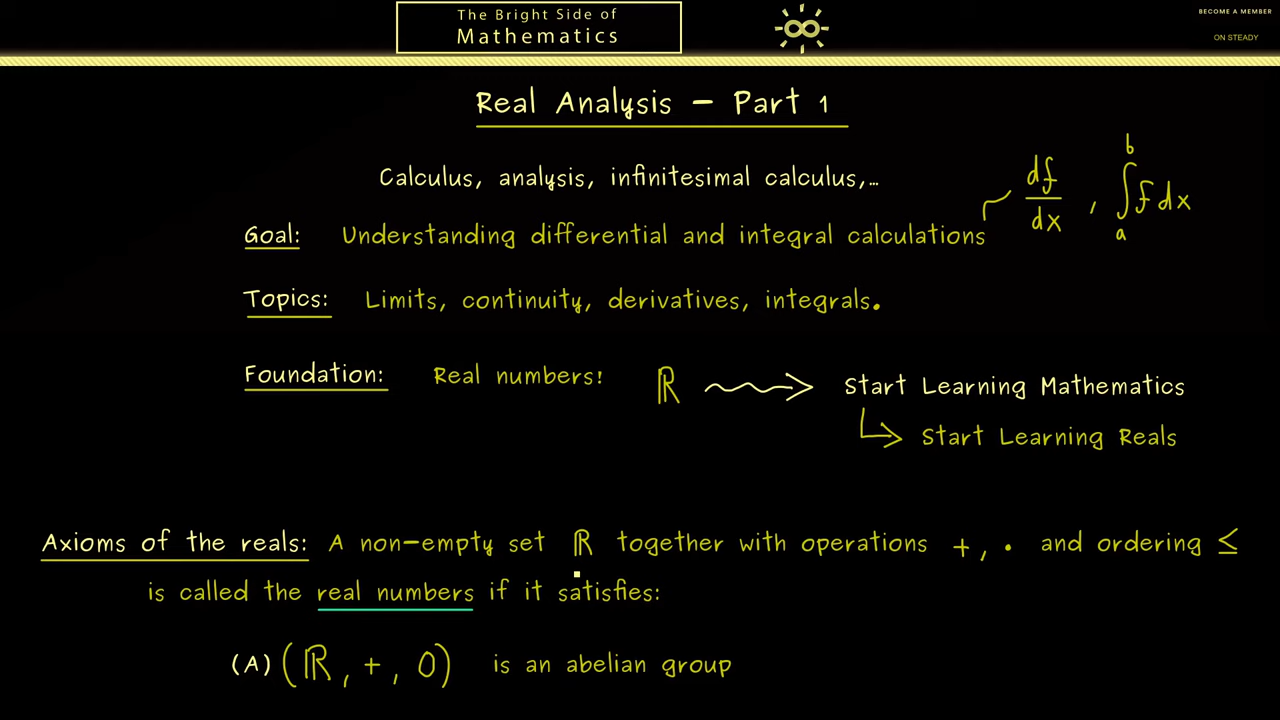 The Bright Side of
Mathematics
BECOME A MEMBER
ON STEADY
Real Analysis – Part 1
Calculus, analysis, infinitesimal calculus,...
df/dx , ∫_a^b f dx
Goal: Understanding differential and integral calculations
Topics: Limits, continuity, derivatives, integrals.
Foundation: Real numbers! ℝ ⇝ Start Learning Mathematics
↳ Start Learning Reals
Axioms of the reals: A non-empty set ℝ together with operations +, · and ordering ≤
is called the real numbers if it satisfies:
(A) (ℝ, +, 0) is an abelian group